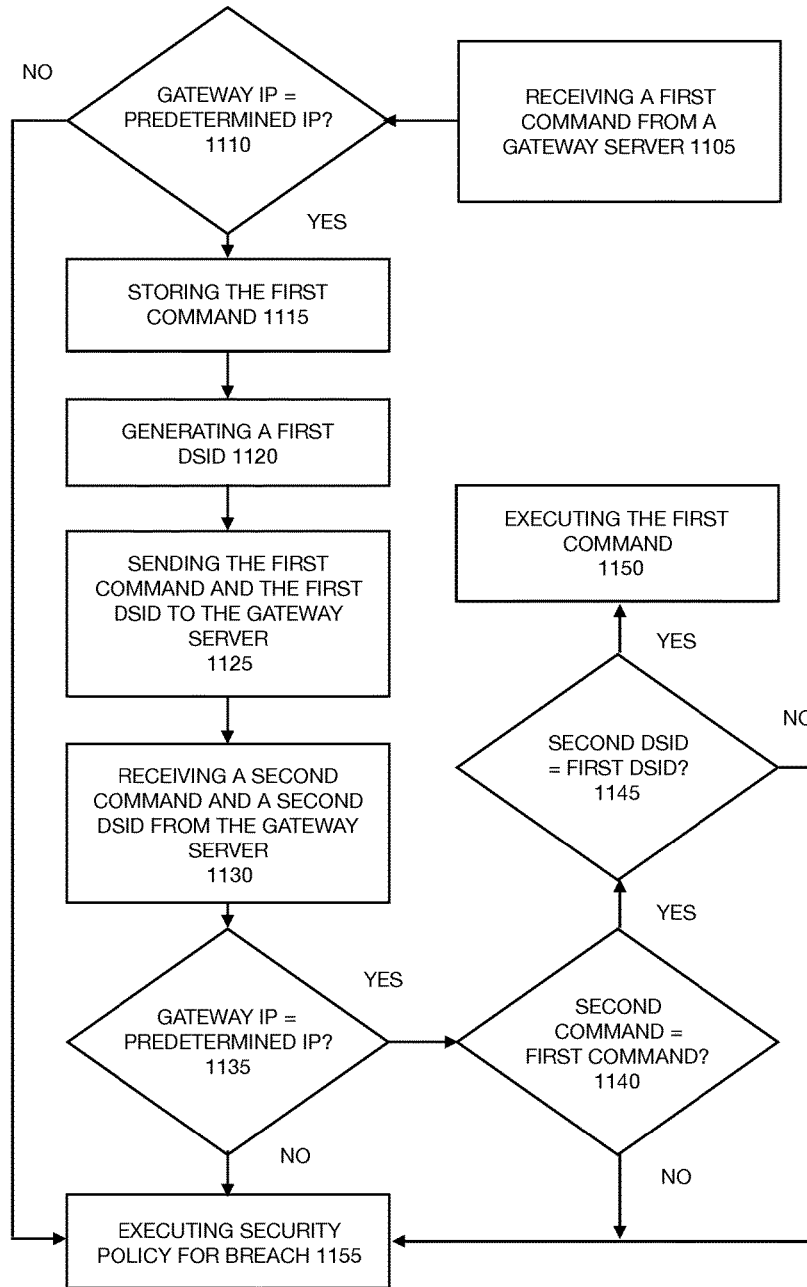 NO
GATEWAY IP =
PREDETERMINED IP?
1110
RECEIVING A FIRST
COMMAND FROM A
GATEWAY SERVER 1105
YES
STORING THE FIRST
COMMAND 1115
GENERATING A FIRST
DSID 1120
SENDING THE FIRST
COMMAND AND THE FIRST
DSID TO THE GATEWAY
SERVER
1125
RECEIVING A SECOND
COMMAND AND A SECOND
DSID FROM THE GATEWAY
SERVER
1130
GATEWAY IP =
PREDETERMINED IP?
1135
YES
NO
SECOND
COMMAND =
FIRST COMMAND?
1140
YES
NO
SECOND DSID
= FIRST DSID?
1145
YES
NO
EXECUTING THE FIRST
COMMAND
1150
EXECUTING SECURITY
POLICY FOR BREACH 1155